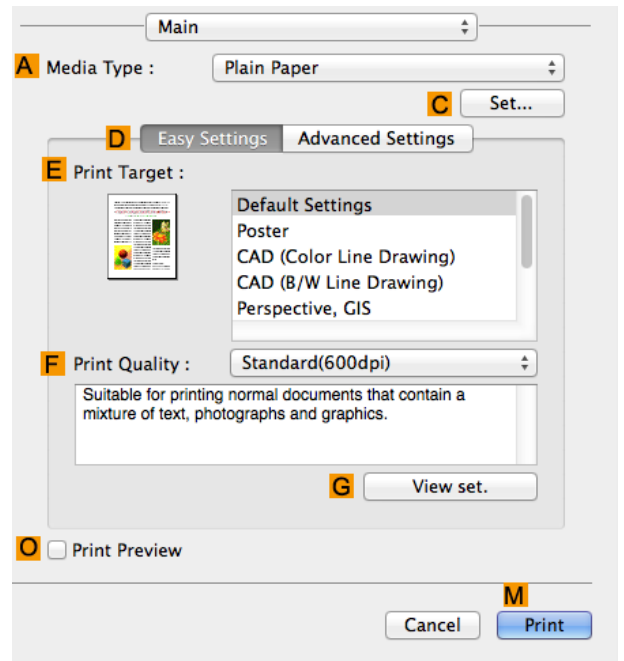 Main
A Media Type : Plain Paper
C Set...
D Easy Settings Advanced Settings
E Print Target :
Default Settings
Poster
CAD (Color Line Drawing)
CAD (B/W Line Drawing)
Perspective, GIS
F Print Quality : Standard(600dpi)
Suitable for printing normal documents that contain a
mixture of text, photographs and graphics.
G View set.
O Print Preview
M
Cancel Print